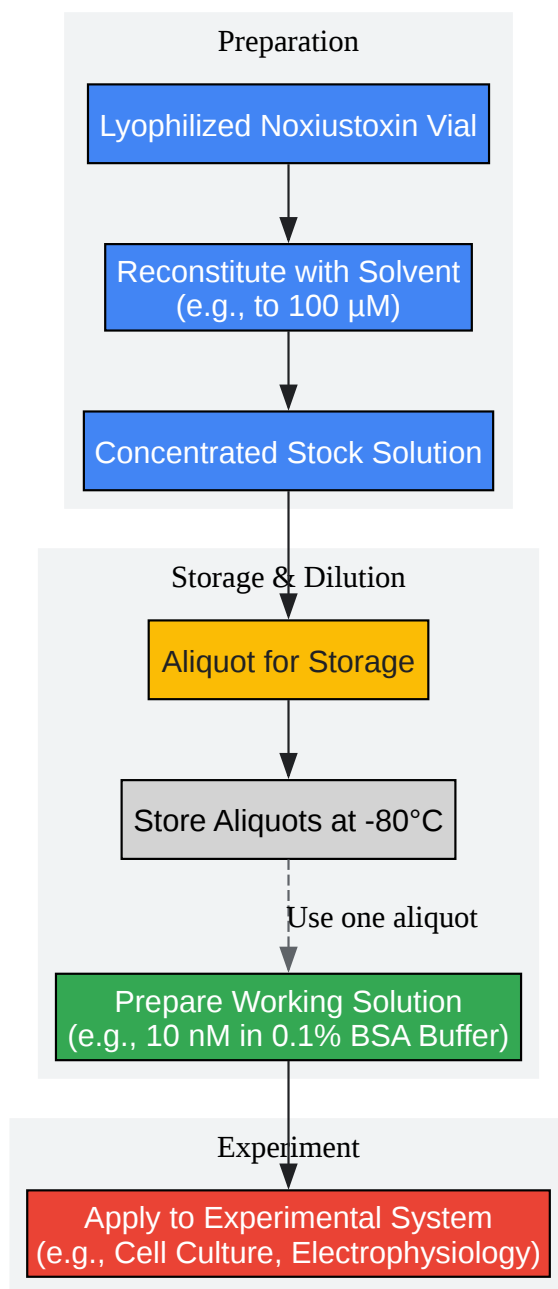 Preparation
Lyophilized Noxiustoxin Vial
Reconstitute with Solvent
(e.g., to 100 µM)
Concentrated Stock Solution
Storage & Dilution
Aliquot for Storage
Store Aliquots at -80°C
Use one aliquot
Prepare Working Solution
(e.g., 10 nM in 0.1% BSA Buffer)
Experiment
Apply to Experimental System
(e.g., Cell Culture, Electrophysiology)